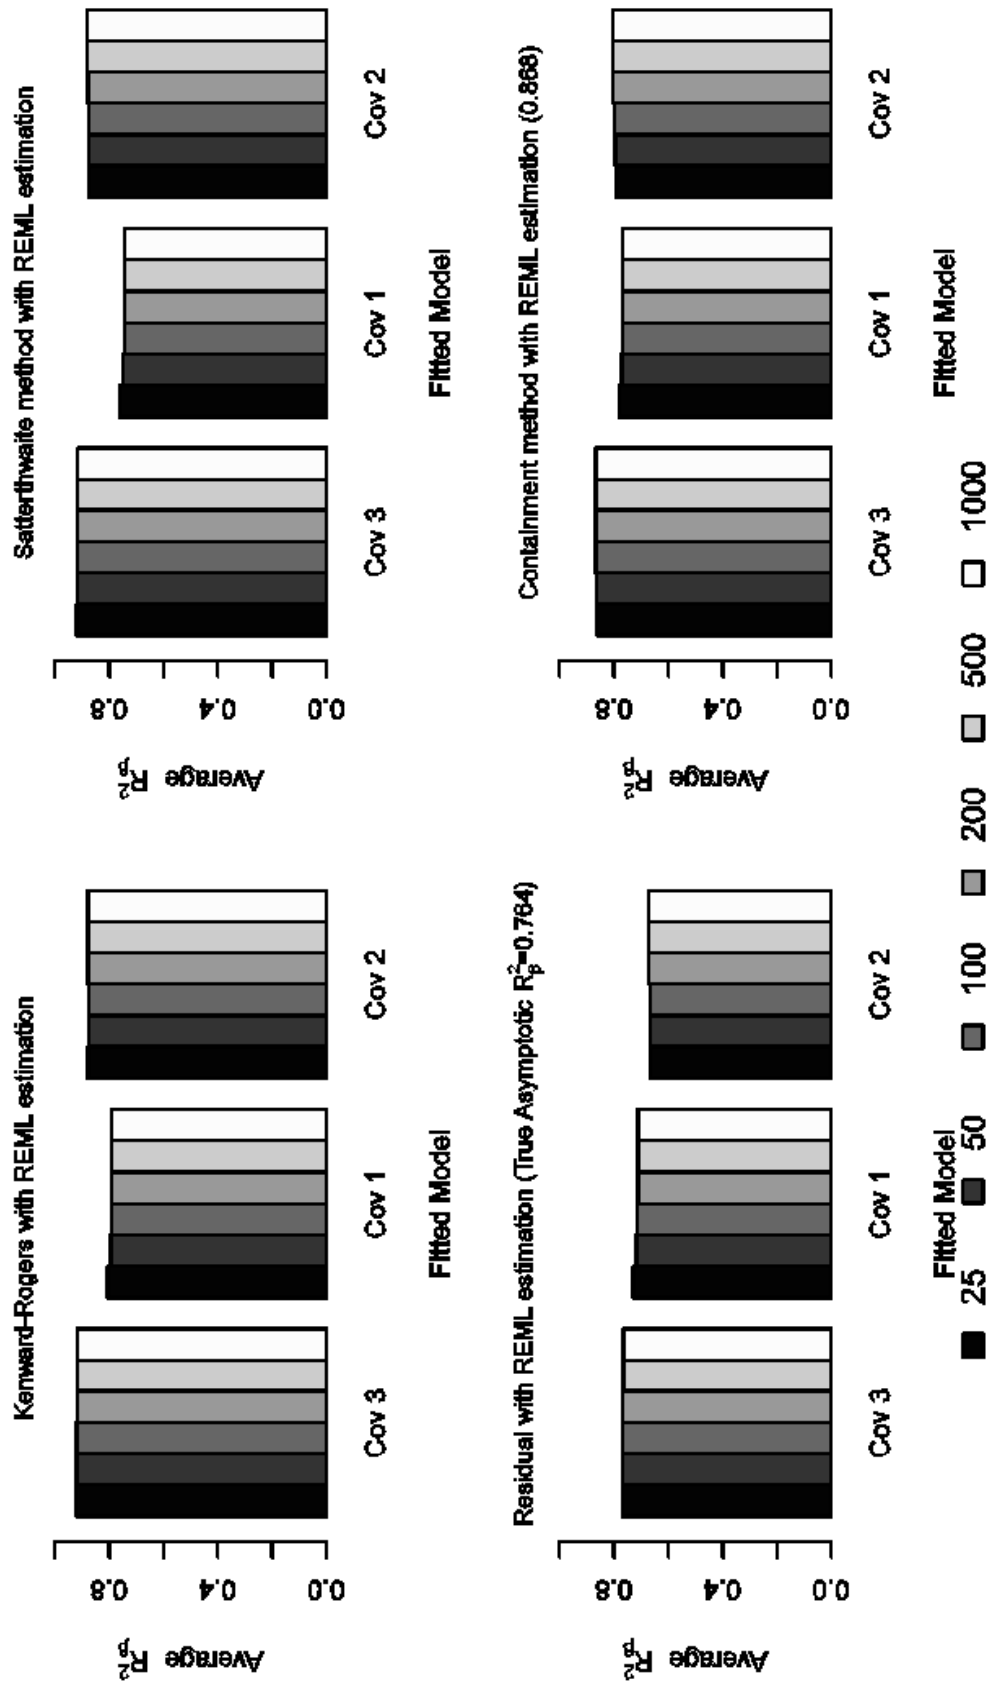 Kenward-Rogers with REML estimation
Average R²β
0.0 0.4 0.8
Cov 3 Cov 1 Cov 2
Fitted Model
Satterthwaite method with REML estimation
Average R²β
0.0 0.4 0.8
Cov 3 Cov 1 Cov 2
Fitted Model
Residual with REML estimation (True Asymptotic R²β=0.764)
Average R²β
0.0 0.4 0.8
Cov 3 Cov 1 Cov 2
Fitted Model
Containment method with REML estimation (0.868)
Average R²β
0.0 0.4 0.8
Cov 3 Cov 1 Cov 2
Fitted Model
25 50 100 200 500 1000